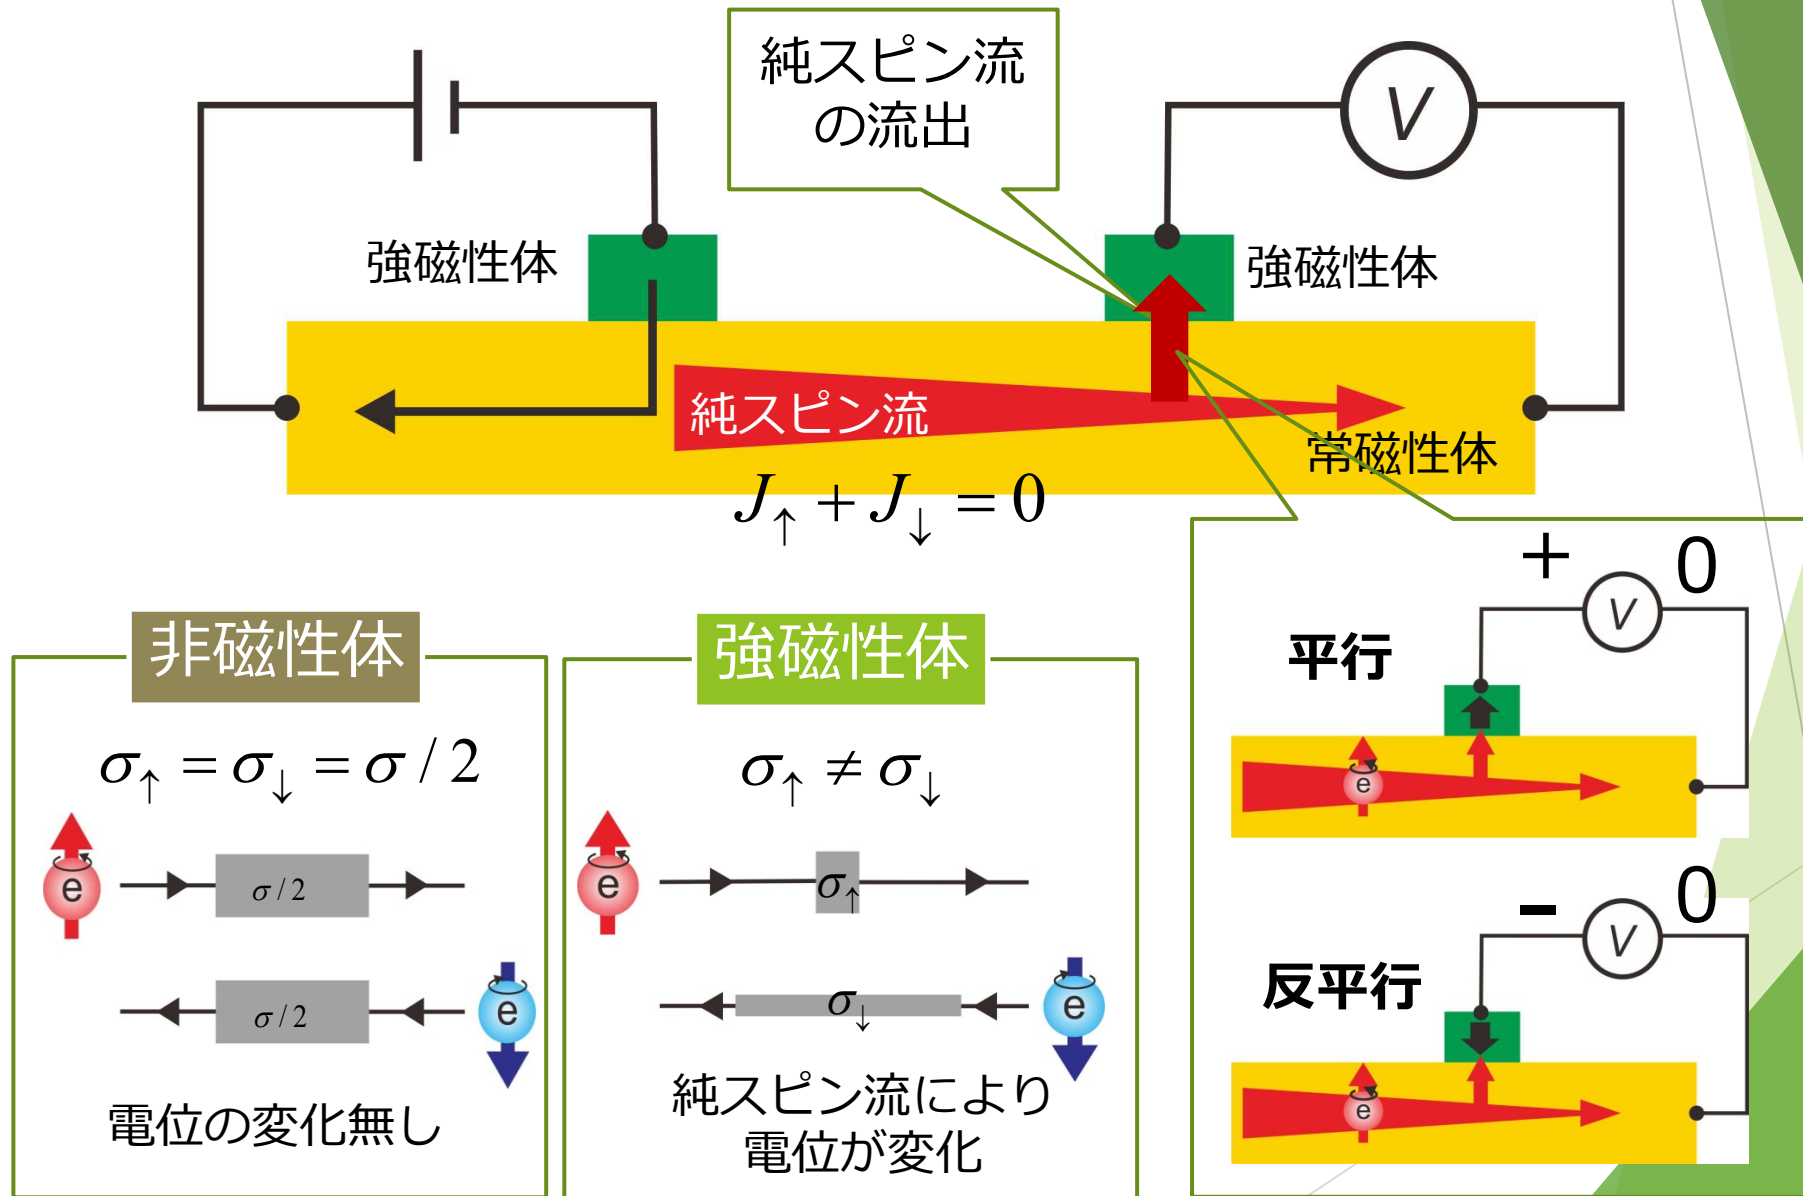 純スピン流
の流出
V
強磁性体
強磁性体
純スピン流
常磁性体
J↑ + J↓ = 0
非磁性体
σ↑ = σ↓ = σ / 2
e
σ / 2
σ / 2
e
電位の変化無し
強磁性体
σ↑ ≠ σ↓
e
σ↑
σ↓
e
純スピン流により
電位が変化
+ 0
V
平行
e
− 0
V
反平行
e